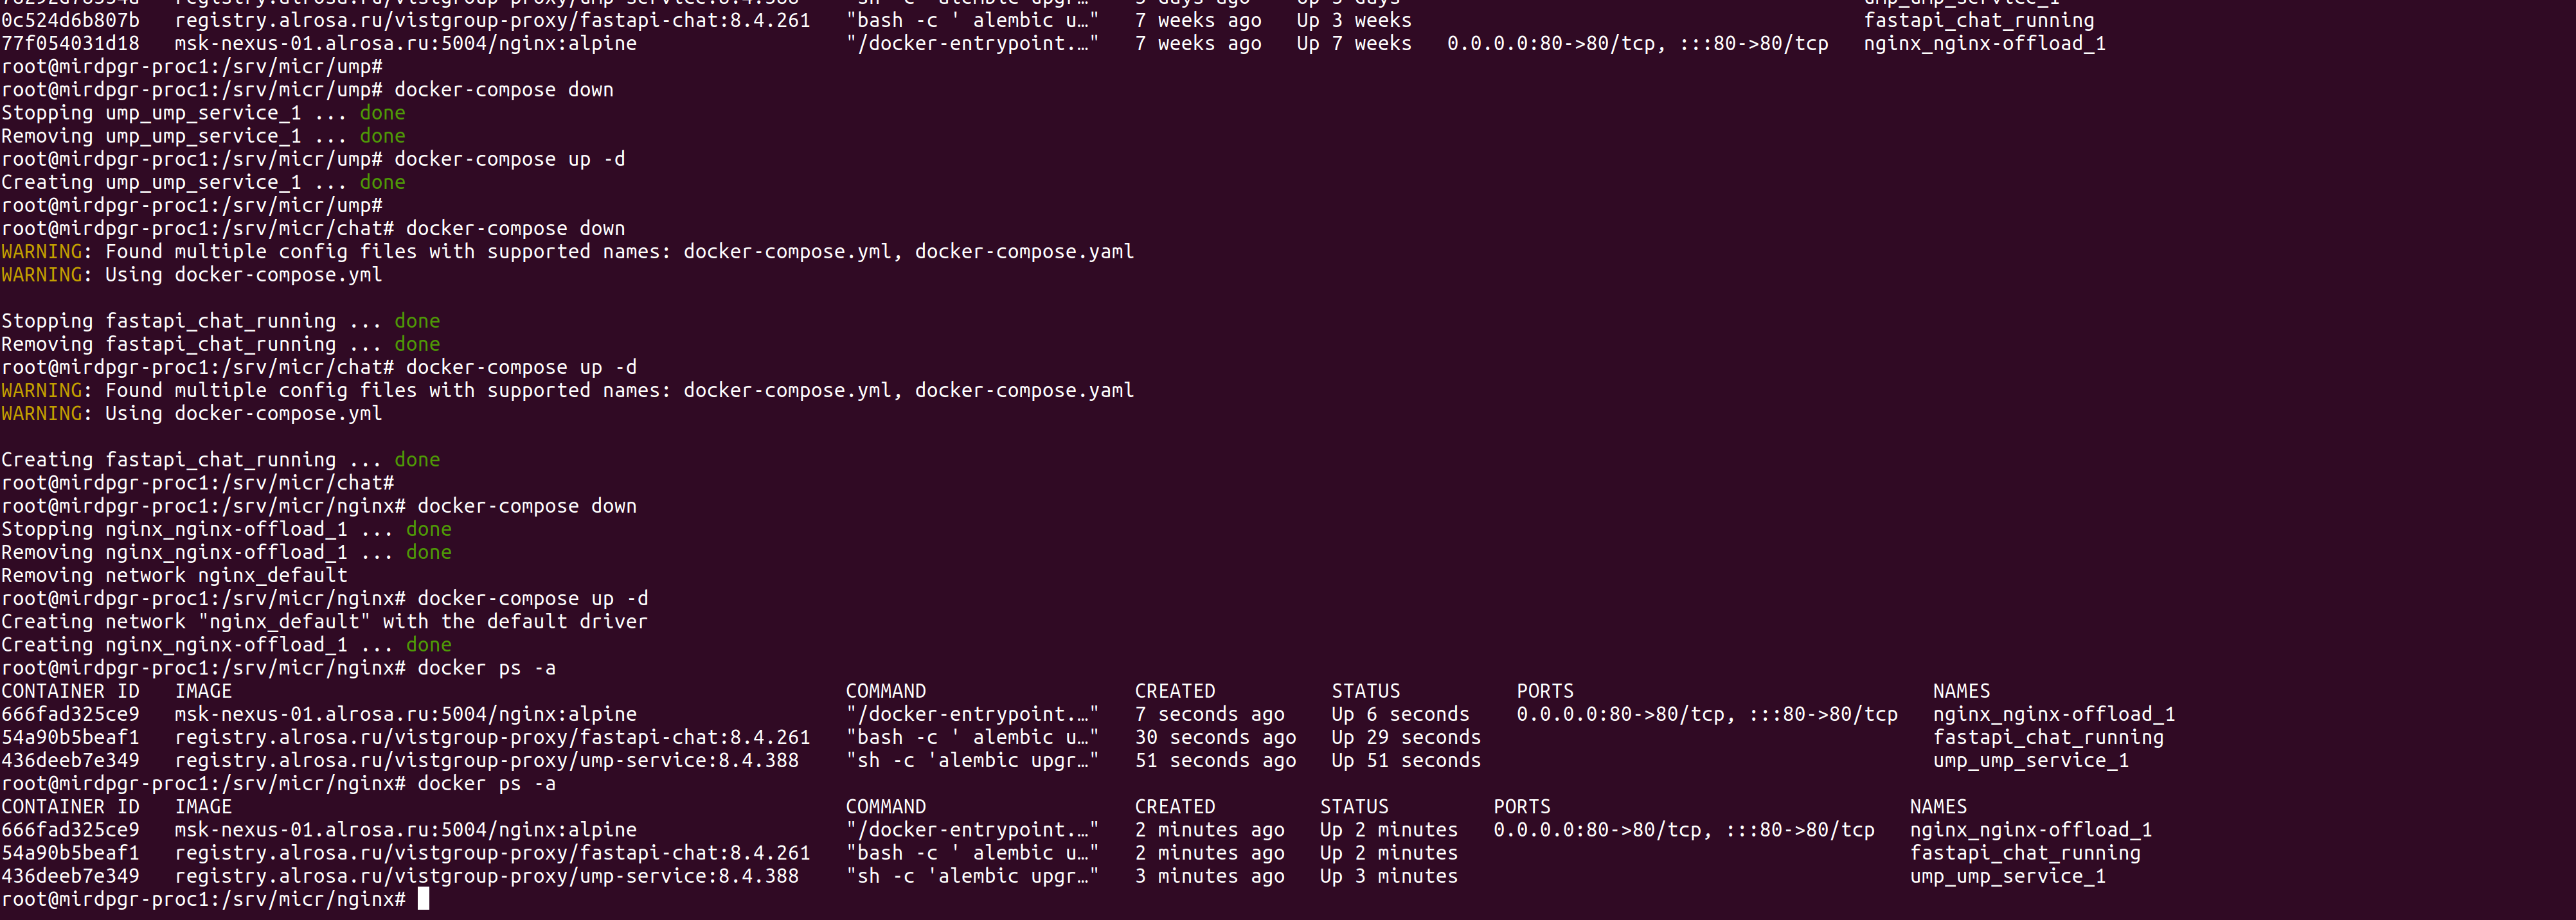 0c524d6b807b   registry.alrosa.ru/vistgroup-proxy/fastapi-chat:8.4.261   "bash -c ' alembic u…"   7 weeks ago   Up 3 weeks                                       fastapi_chat_running
77f054031d18   msk-nexus-01.alrosa.ru:5004/nginx:alpine                  "/docker-entrypoint.…"   7 weeks ago   Up 7 weeks   0.0.0.0:80->80/tcp, :::80->80/tcp   nginx_nginx-offload_1
root@mirdpgr-proc1:/srv/micr/ump#
root@mirdpgr-proc1:/srv/micr/ump# docker-compose down
Stopping ump_ump_service_1 ... done
Removing ump_ump_service_1 ... done
root@mirdpgr-proc1:/srv/micr/ump# docker-compose up -d
Creating ump_ump_service_1 ... done
root@mirdpgr-proc1:/srv/micr/ump#
root@mirdpgr-proc1:/srv/micr/chat# docker-compose down
WARNING: Found multiple config files with supported names: docker-compose.yml, docker-compose.yaml
WARNING: Using docker-compose.yml

Stopping fastapi_chat_running ... done
Removing fastapi_chat_running ... done
root@mirdpgr-proc1:/srv/micr/chat# docker-compose up -d
WARNING: Found multiple config files with supported names: docker-compose.yml, docker-compose.yaml
WARNING: Using docker-compose.yml

Creating fastapi_chat_running ... done
root@mirdpgr-proc1:/srv/micr/chat#
root@mirdpgr-proc1:/srv/micr/nginx# docker-compose down
Stopping nginx_nginx-offload_1 ... done
Removing nginx_nginx-offload_1 ... done
Removing network nginx_default
root@mirdpgr-proc1:/srv/micr/nginx# docker-compose up -d
Creating network "nginx_default" with the default driver
Creating nginx_nginx-offload_1 ... done
root@mirdpgr-proc1:/srv/micr/nginx# docker ps -a
CONTAINER ID   IMAGE                                                     COMMAND                  CREATED          STATUS          PORTS                               NAMES
666fad325ce9   msk-nexus-01.alrosa.ru:5004/nginx:alpine                  "/docker-entrypoint.…"   7 seconds ago    Up 6 seconds    0.0.0.0:80->80/tcp, :::80->80/tcp   nginx_nginx-offload_1
54a90b5beaf1   registry.alrosa.ru/vistgroup-proxy/fastapi-chat:8.4.261   "bash -c ' alembic u…"   30 seconds ago   Up 29 seconds                                       fastapi_chat_running
436deeb7e349   registry.alrosa.ru/vistgroup-proxy/ump-service:8.4.388    "sh -c 'alembic upgr…"   51 seconds ago   Up 51 seconds                                       ump_ump_service_1
root@mirdpgr-proc1:/srv/micr/nginx# docker ps -a
CONTAINER ID   IMAGE                                                     COMMAND                  CREATED         STATUS         PORTS                               NAMES
666fad325ce9   msk-nexus-01.alrosa.ru:5004/nginx:alpine                  "/docker-entrypoint.…"   2 minutes ago   Up 2 minutes   0.0.0.0:80->80/tcp, :::80->80/tcp   nginx_nginx-offload_1
54a90b5beaf1   registry.alrosa.ru/vistgroup-proxy/fastapi-chat:8.4.261   "bash -c ' alembic u…"   2 minutes ago   Up 2 minutes                                       fastapi_chat_running
436deeb7e349   registry.alrosa.ru/vistgroup-proxy/ump-service:8.4.388    "sh -c 'alembic upgr…"   3 minutes ago   Up 3 minutes                                       ump_ump_service_1
root@mirdpgr-proc1:/srv/micr/nginx#